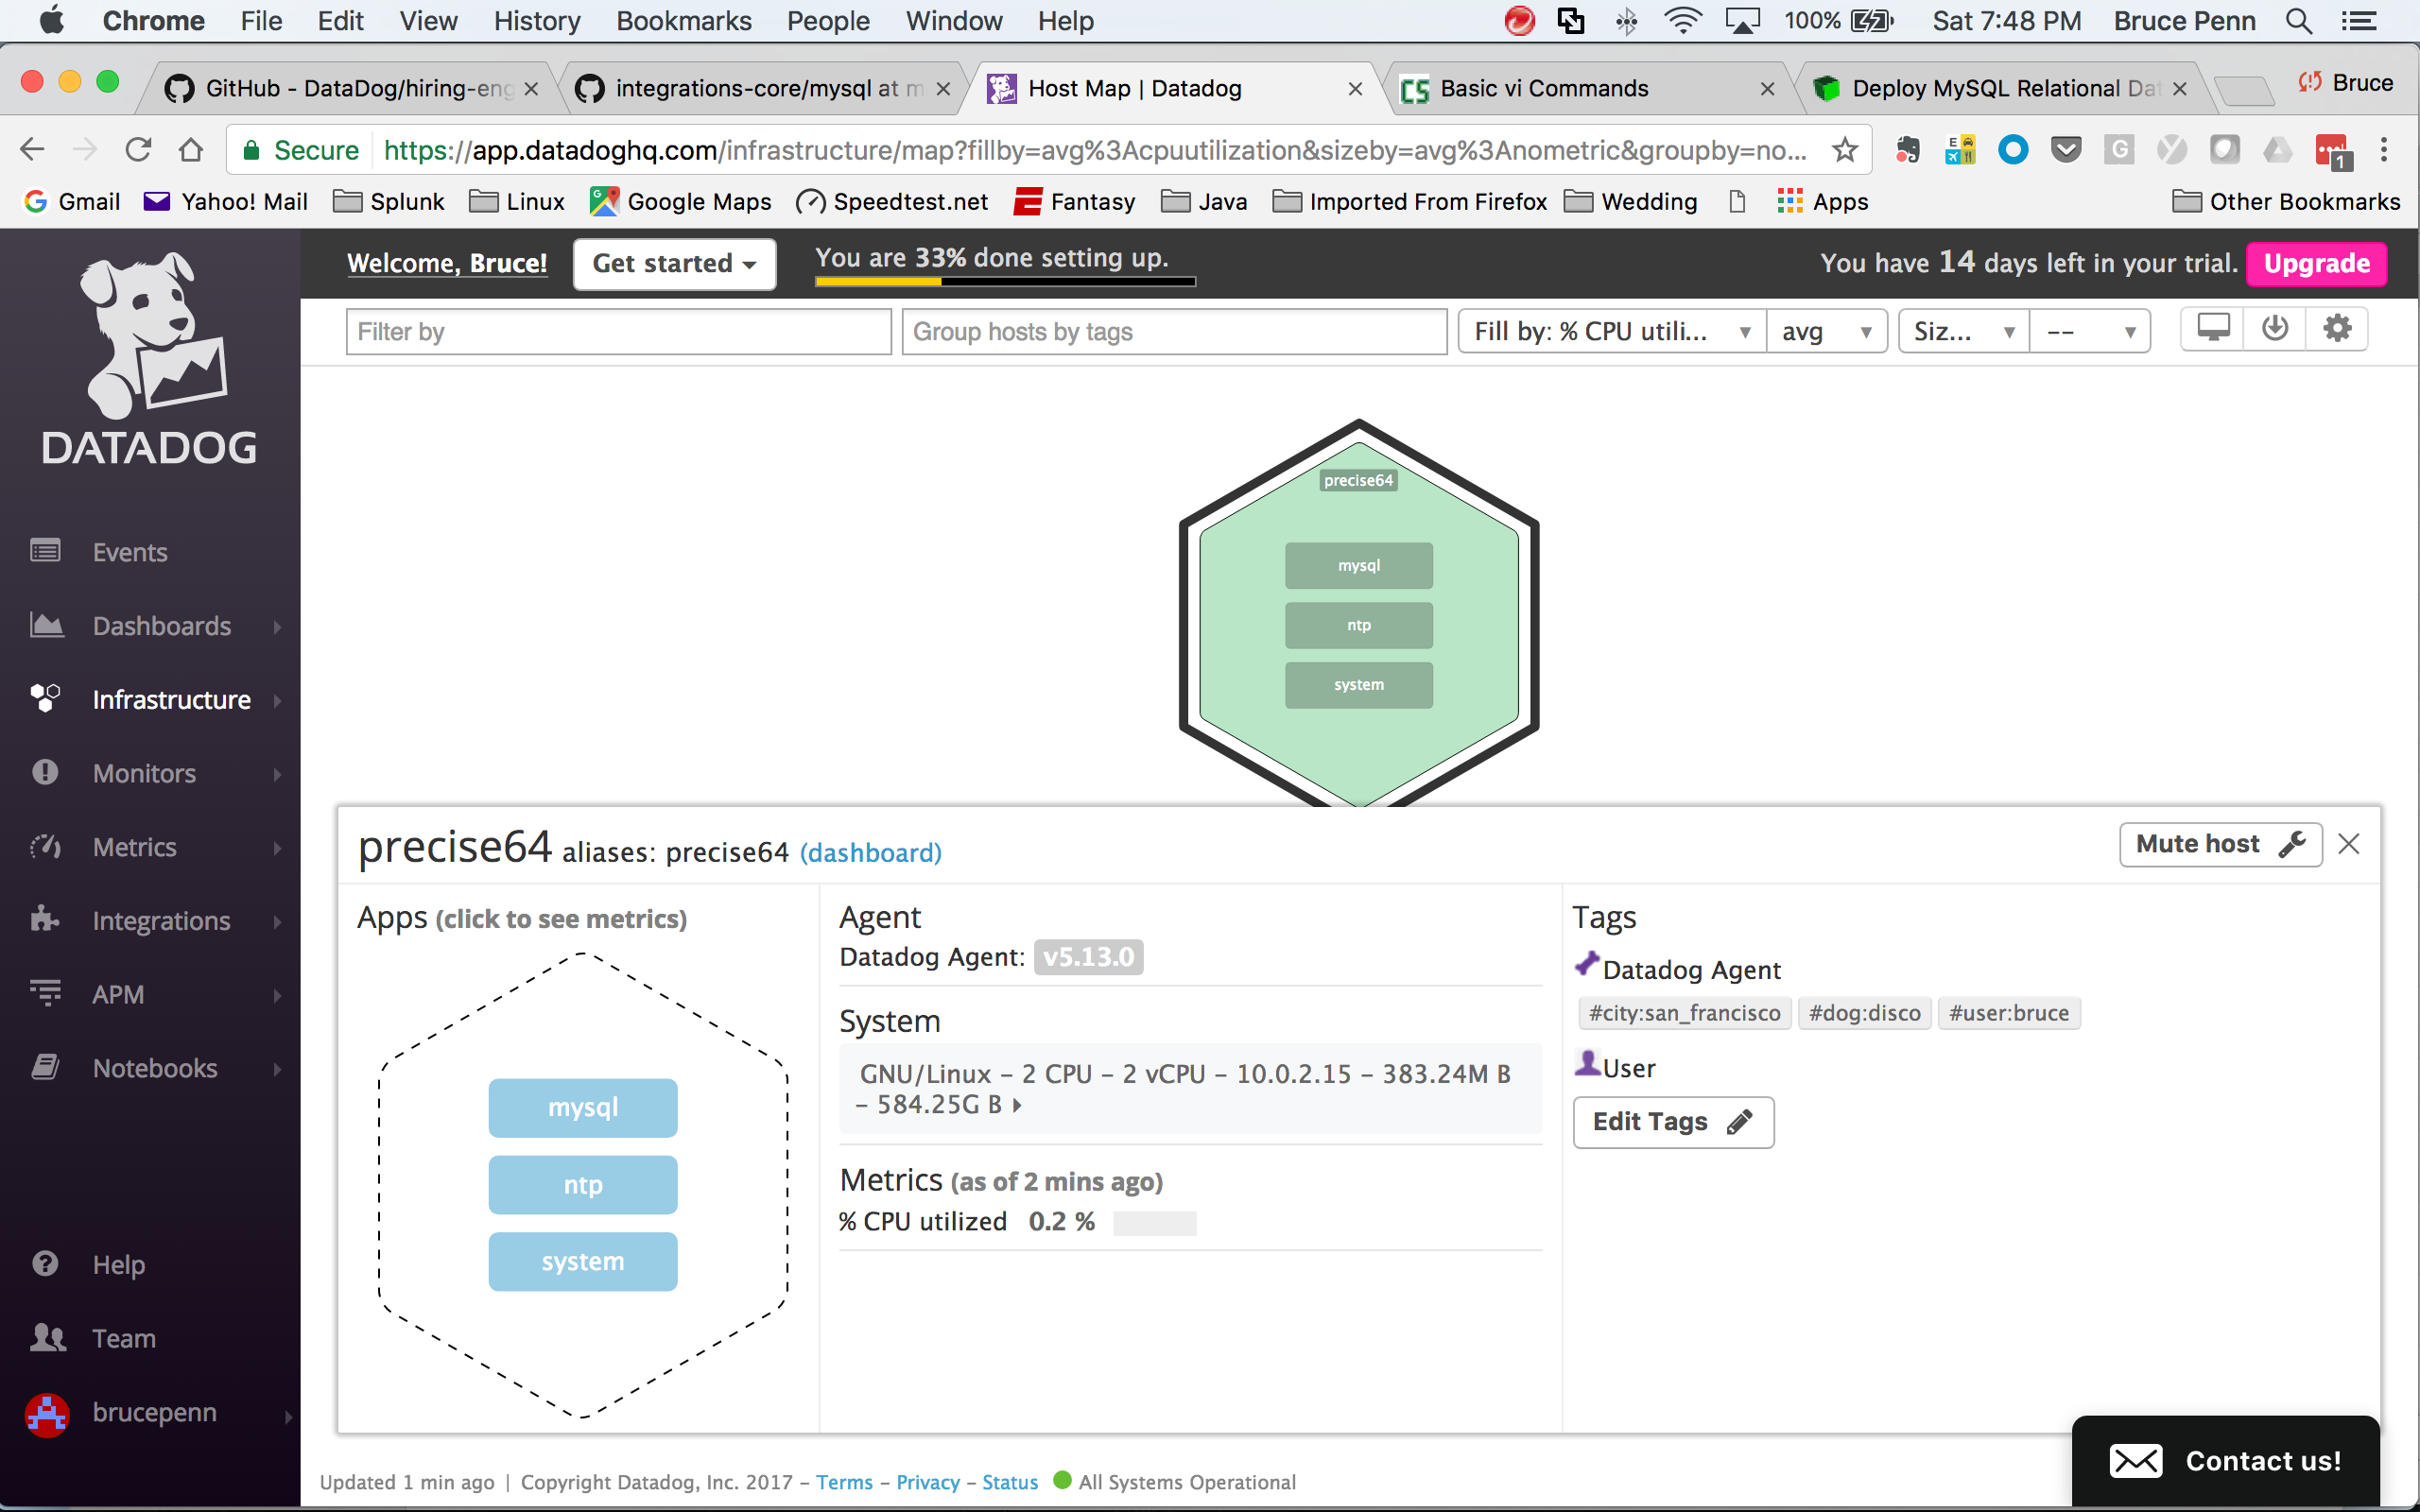 Chrome File Edit View History Bookmarks People Window Help 100% Sat 7:48 PM Bruce Penn
GitHub - DataDog/hiring-eng
integrations-core/mysql at m
Host Map | Datadog
Basic vi Commands
Deploy MySQL Relational Dat
Bruce
Secure https://app.datadoghq.com/infrastructure/map?fillby=avg%3Acpuutilization&sizeby=avg%3Anometric&groupby=no...
Gmail Yahoo! Mail Splunk Linux Google Maps Speedtest.net Fantasy Java Imported From Firefox Wedding Apps Other Bookmarks
DATADOG
Events
Dashboards
Infrastructure
Monitors
Metrics
Integrations
APM
Notebooks
Help
Team
brucepenn
Welcome, Bruce! Get started You are 33% done setting up. You have 14 days left in your trial. Upgrade
Filter by Group hosts by tags Fill by: % CPU utili... avg Siz... --
precise64
mysql
ntp
system
precise64 aliases: precise64 (dashboard) Mute host
Apps (click to see metrics)
mysql
ntp
system
Agent
Datadog Agent: v5.13.0
System
GNU/Linux – 2 CPU – 2 vCPU – 10.0.2.15 – 383.24M B
– 584.25G B
Metrics (as of 2 mins ago)
% CPU utilized 0.2 %
Tags
Datadog Agent
#city:san_francisco #dog:disco #user:bruce
User
Edit Tags
Updated 1 min ago | Copyright Datadog, Inc. 2017 – Terms – Privacy – Status All Systems Operational
Contact us!